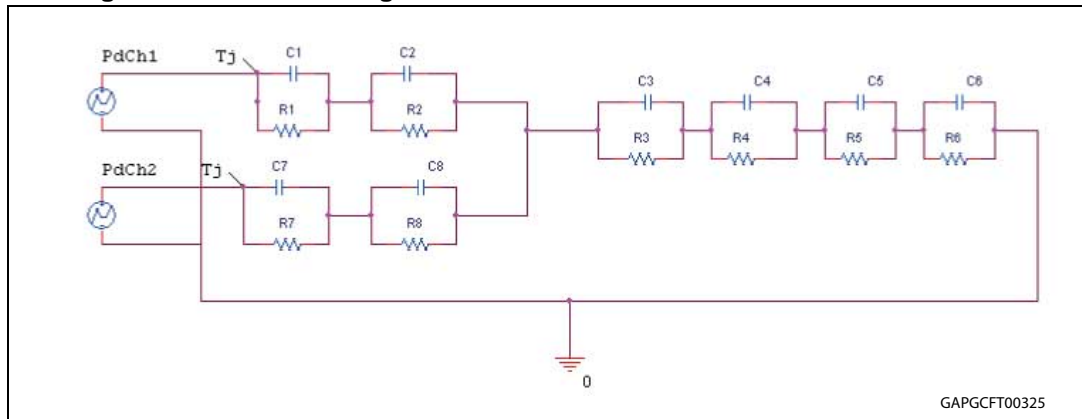 PdCh1
Tj
C1
C2
R1
R2
C3
C4
C5
C6
R3
R4
R5
R6
PdCh2
Tj
C7
C8
R7
R8
0
GAPGCFT00325